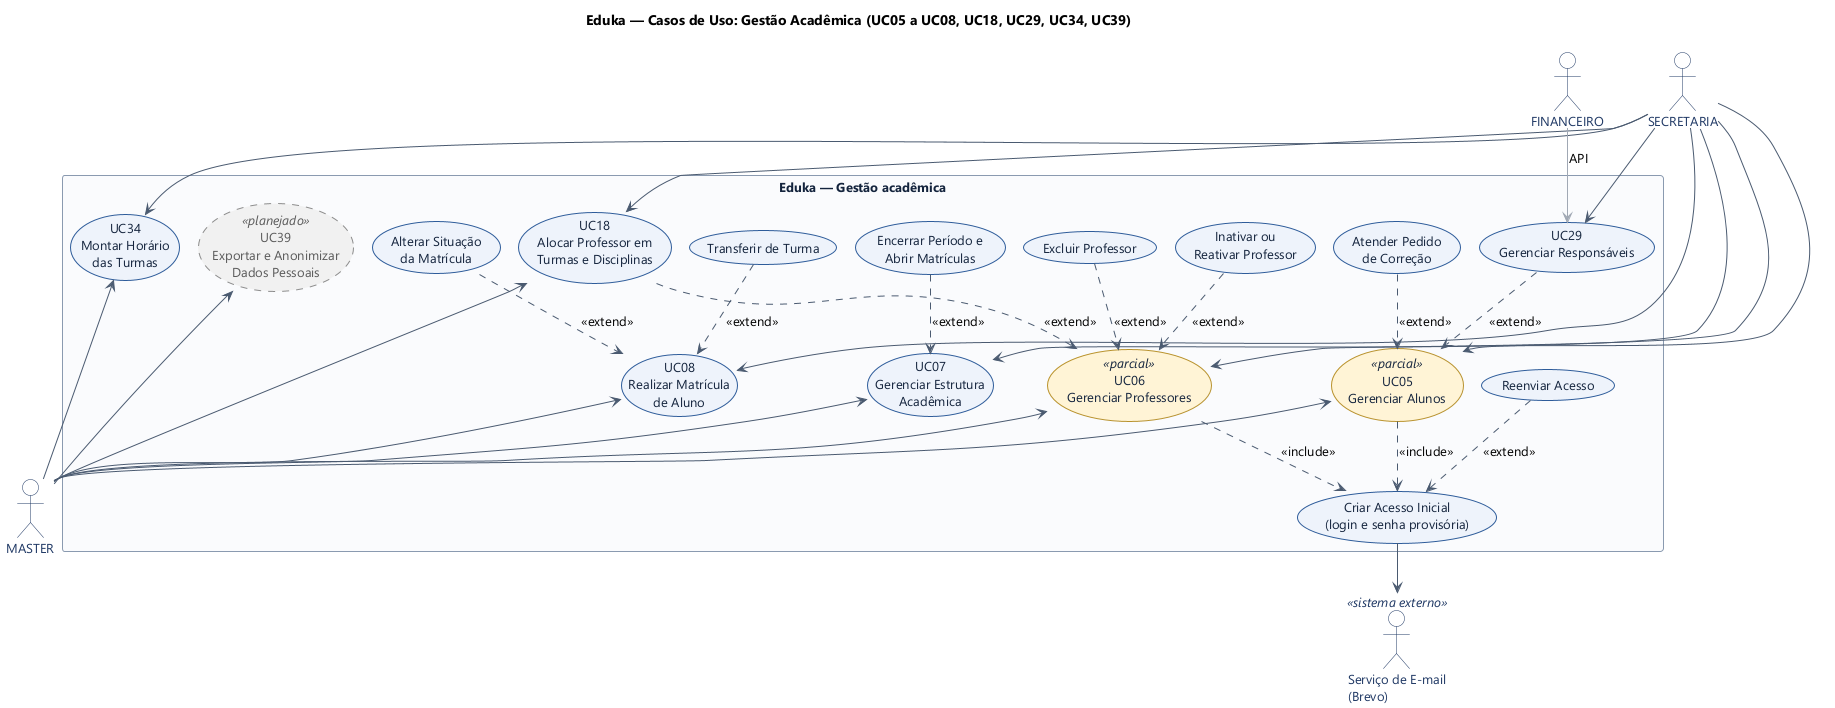 Eduka — Casos de Uso: Gestão Acadêmica (UC05 a UC08, UC18, UC29, UC34, UC39)
FINANCEIRO
SECRETARIA
API
Eduka — Gestão acadêmica
UC34
Montar Horário
das Turmas
«planejado»
UC39
Exportar e Anonimizar
Dados Pessoais
Alterar Situação
da Matrícula
UC18
Alocar Professor em
Turmas e Disciplinas
Transferir de Turma
Encerrar Período e
Abrir Matrículas
Excluir Professor
Inativar ou
Reativar Professor
Atender Pedido
de Correção
UC29
Gerenciar Responsáveis
«extend»
«extend»
«extend»
«extend»
«extend»
«extend»
«extend»
«extend»
UC08
Realizar Matrícula
de Aluno
UC07
Gerenciar Estrutura
Acadêmica
«parcial»
UC06
Gerenciar Professores
«parcial»
UC05
Gerenciar Alunos
Reenviar Acesso
«include»
«include»
«extend»
MASTER
Criar Acesso Inicial
(login e senha provisória)
«sistema externo»
Serviço de E-mail
(Brevo)